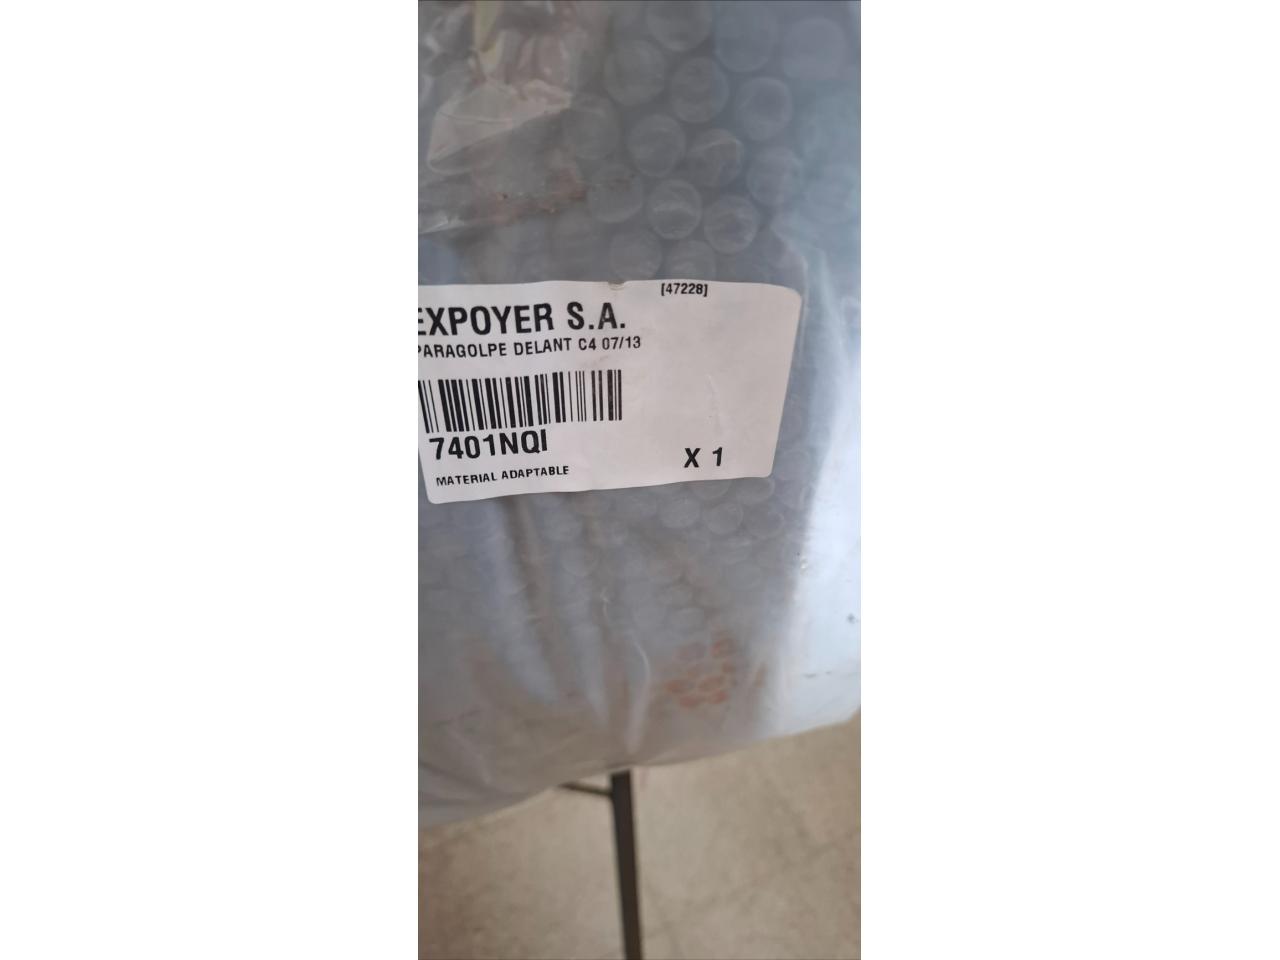 [47228]
EXPOYER S.A.
PARAGOLPE DELANT C4 07/13
7401NQI
MATERIAL ADAPTABLE
X 1